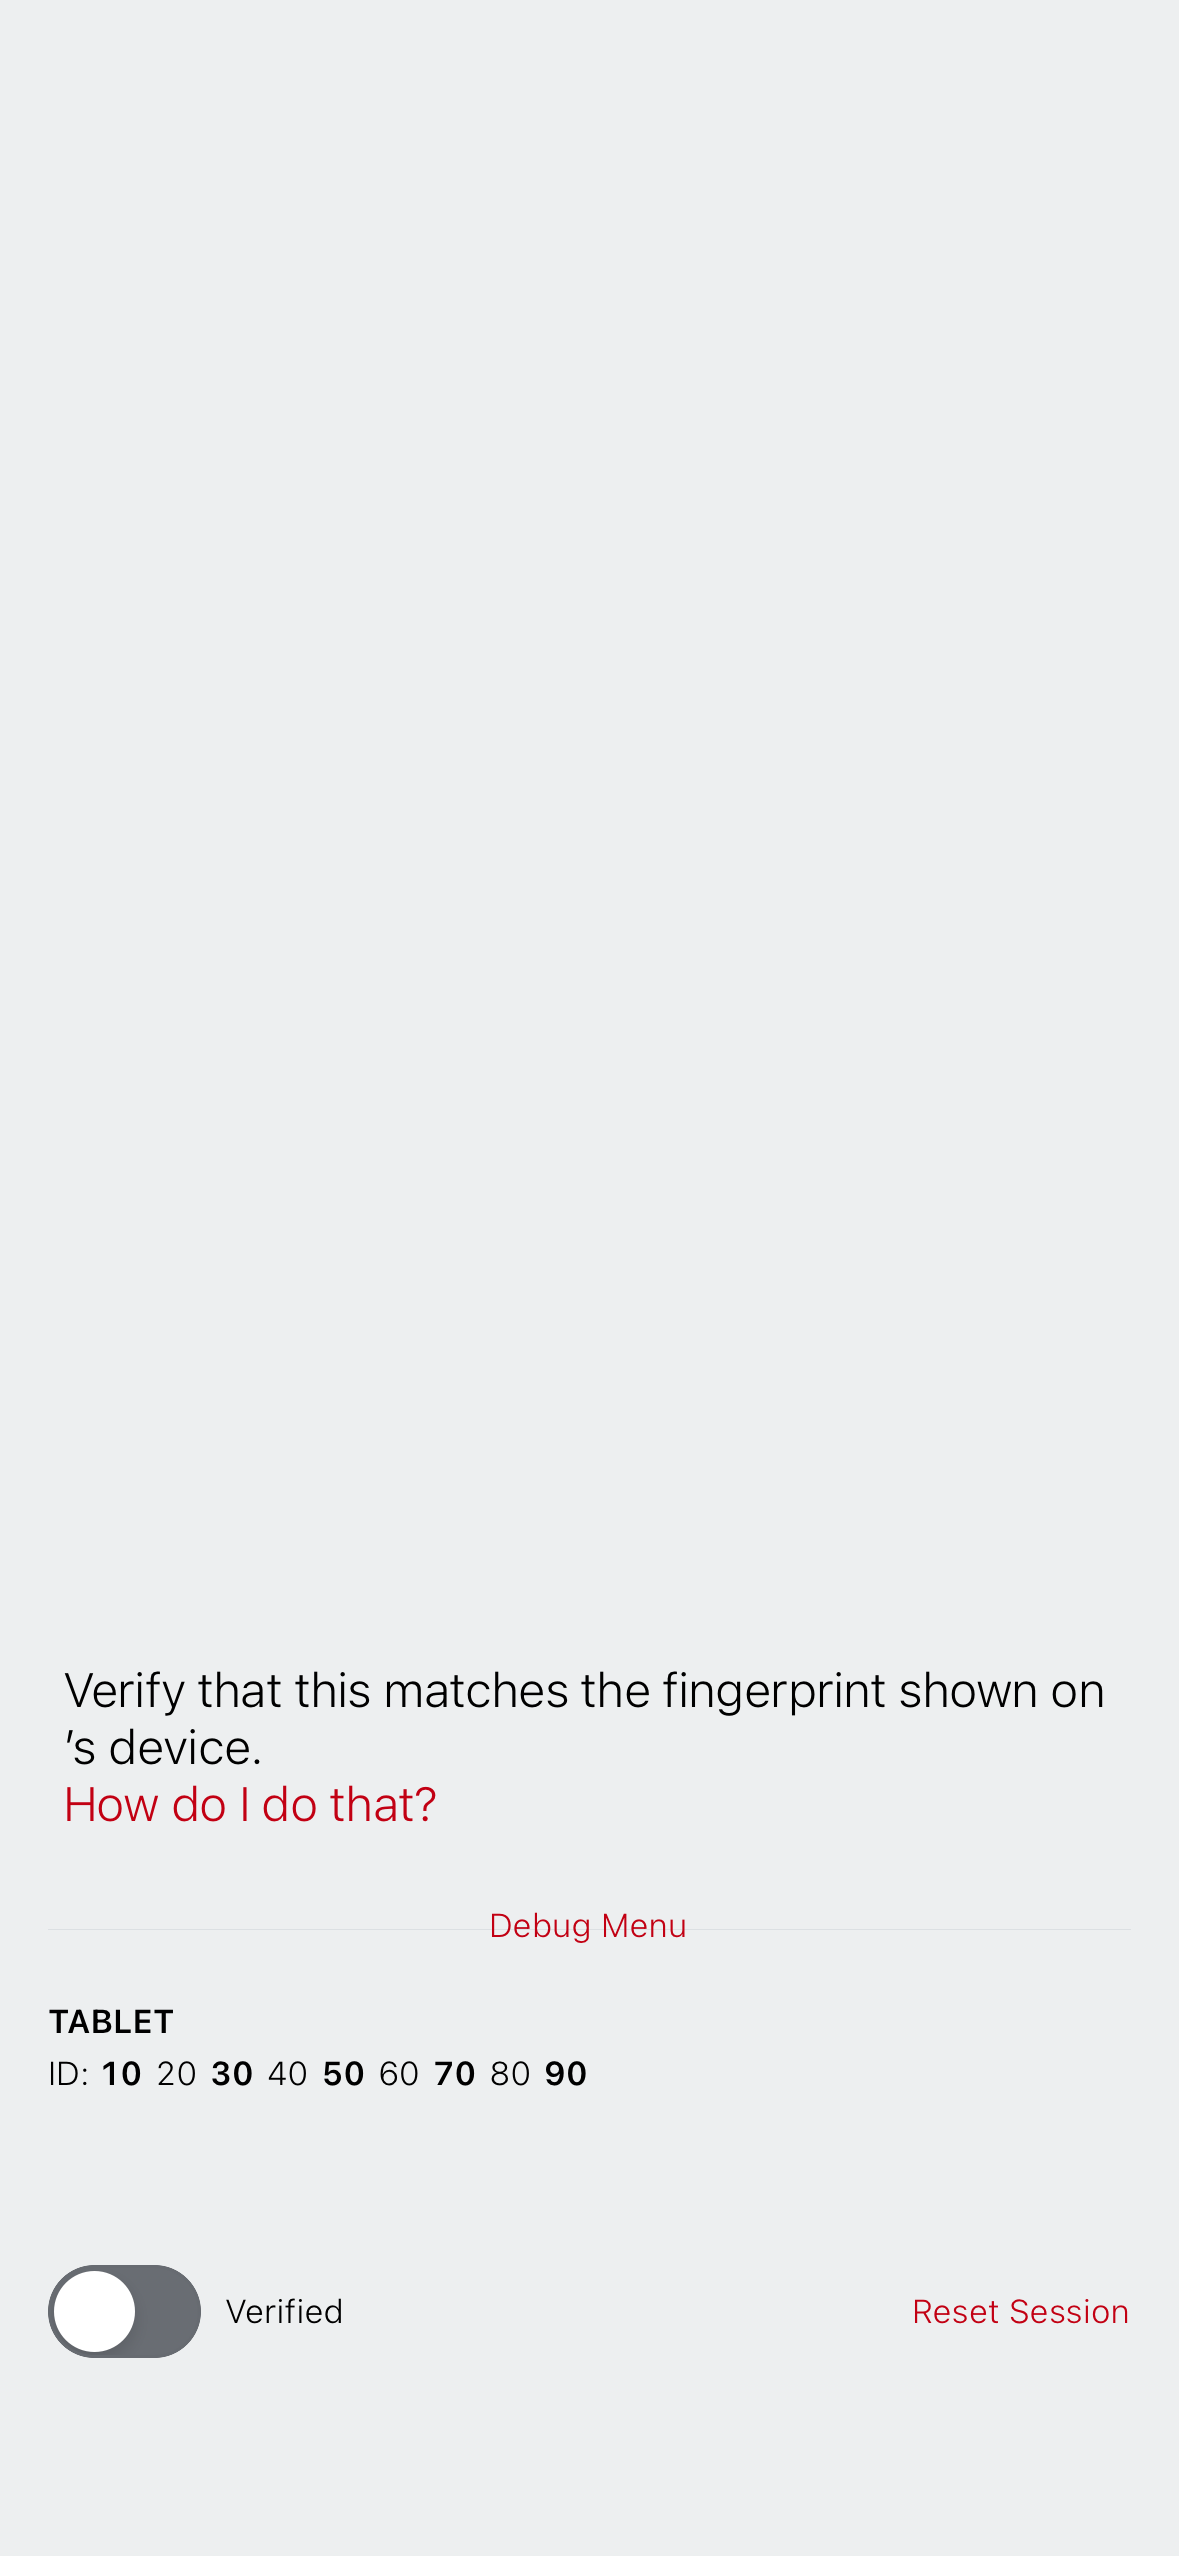 Verify that this matches the fingerprint shown on
’s device.
How do I do that?
Debug Menu
TABLET
ID: 10 20 30 40 50 60 70 80 90
Verified
Reset Session